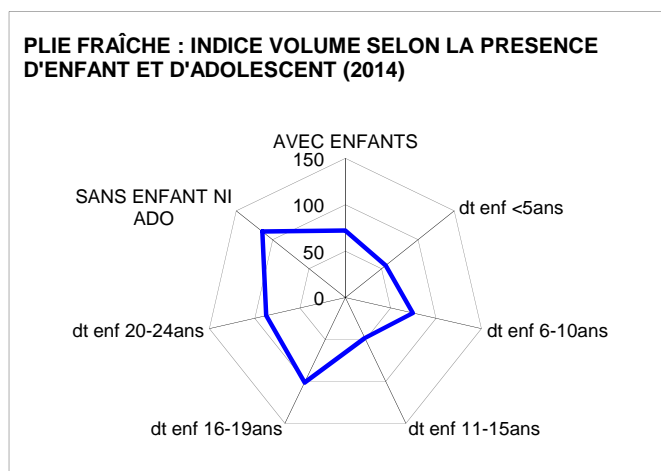 PLIE FRAÎCHE : INDICE VOLUME SELON LA PRESENCE
D'ENFANT ET D'ADOLESCENT (2014)
AVEC ENFANTS
150
SANS ENFANT NI
ADO
dt enf <5ans
100
50
0
dt enf 20-24ans
dt enf 6-10ans
dt enf 16-19ans
dt enf 11-15ans